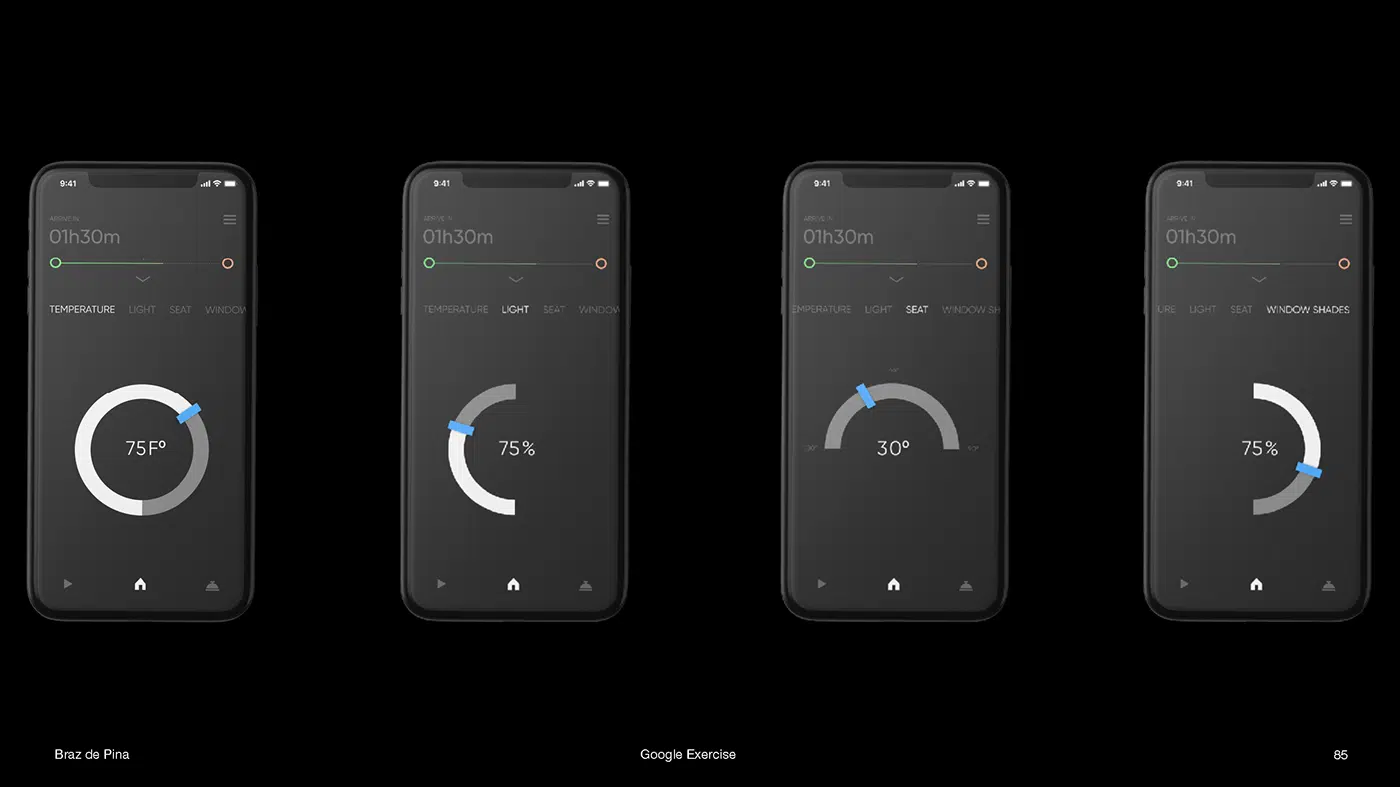 9:41
ARRIVE IN
01h30m
TEMPERATURE LIGHT SEAT WINDOW
75Fº
9:41
ARRIVE IN
01h30m
TEMPERATURE LIGHT SEAT WINDOW
75%
9:41
ARRIVE IN
01h30m
EMPERATURE LIGHT SEAT WINDOW SH
30º
9:41
ARRIVE IN
01h30m
URE LIGHT SEAT WINDOW SHADES
75%
Braz de Pina
Google Exercise
85